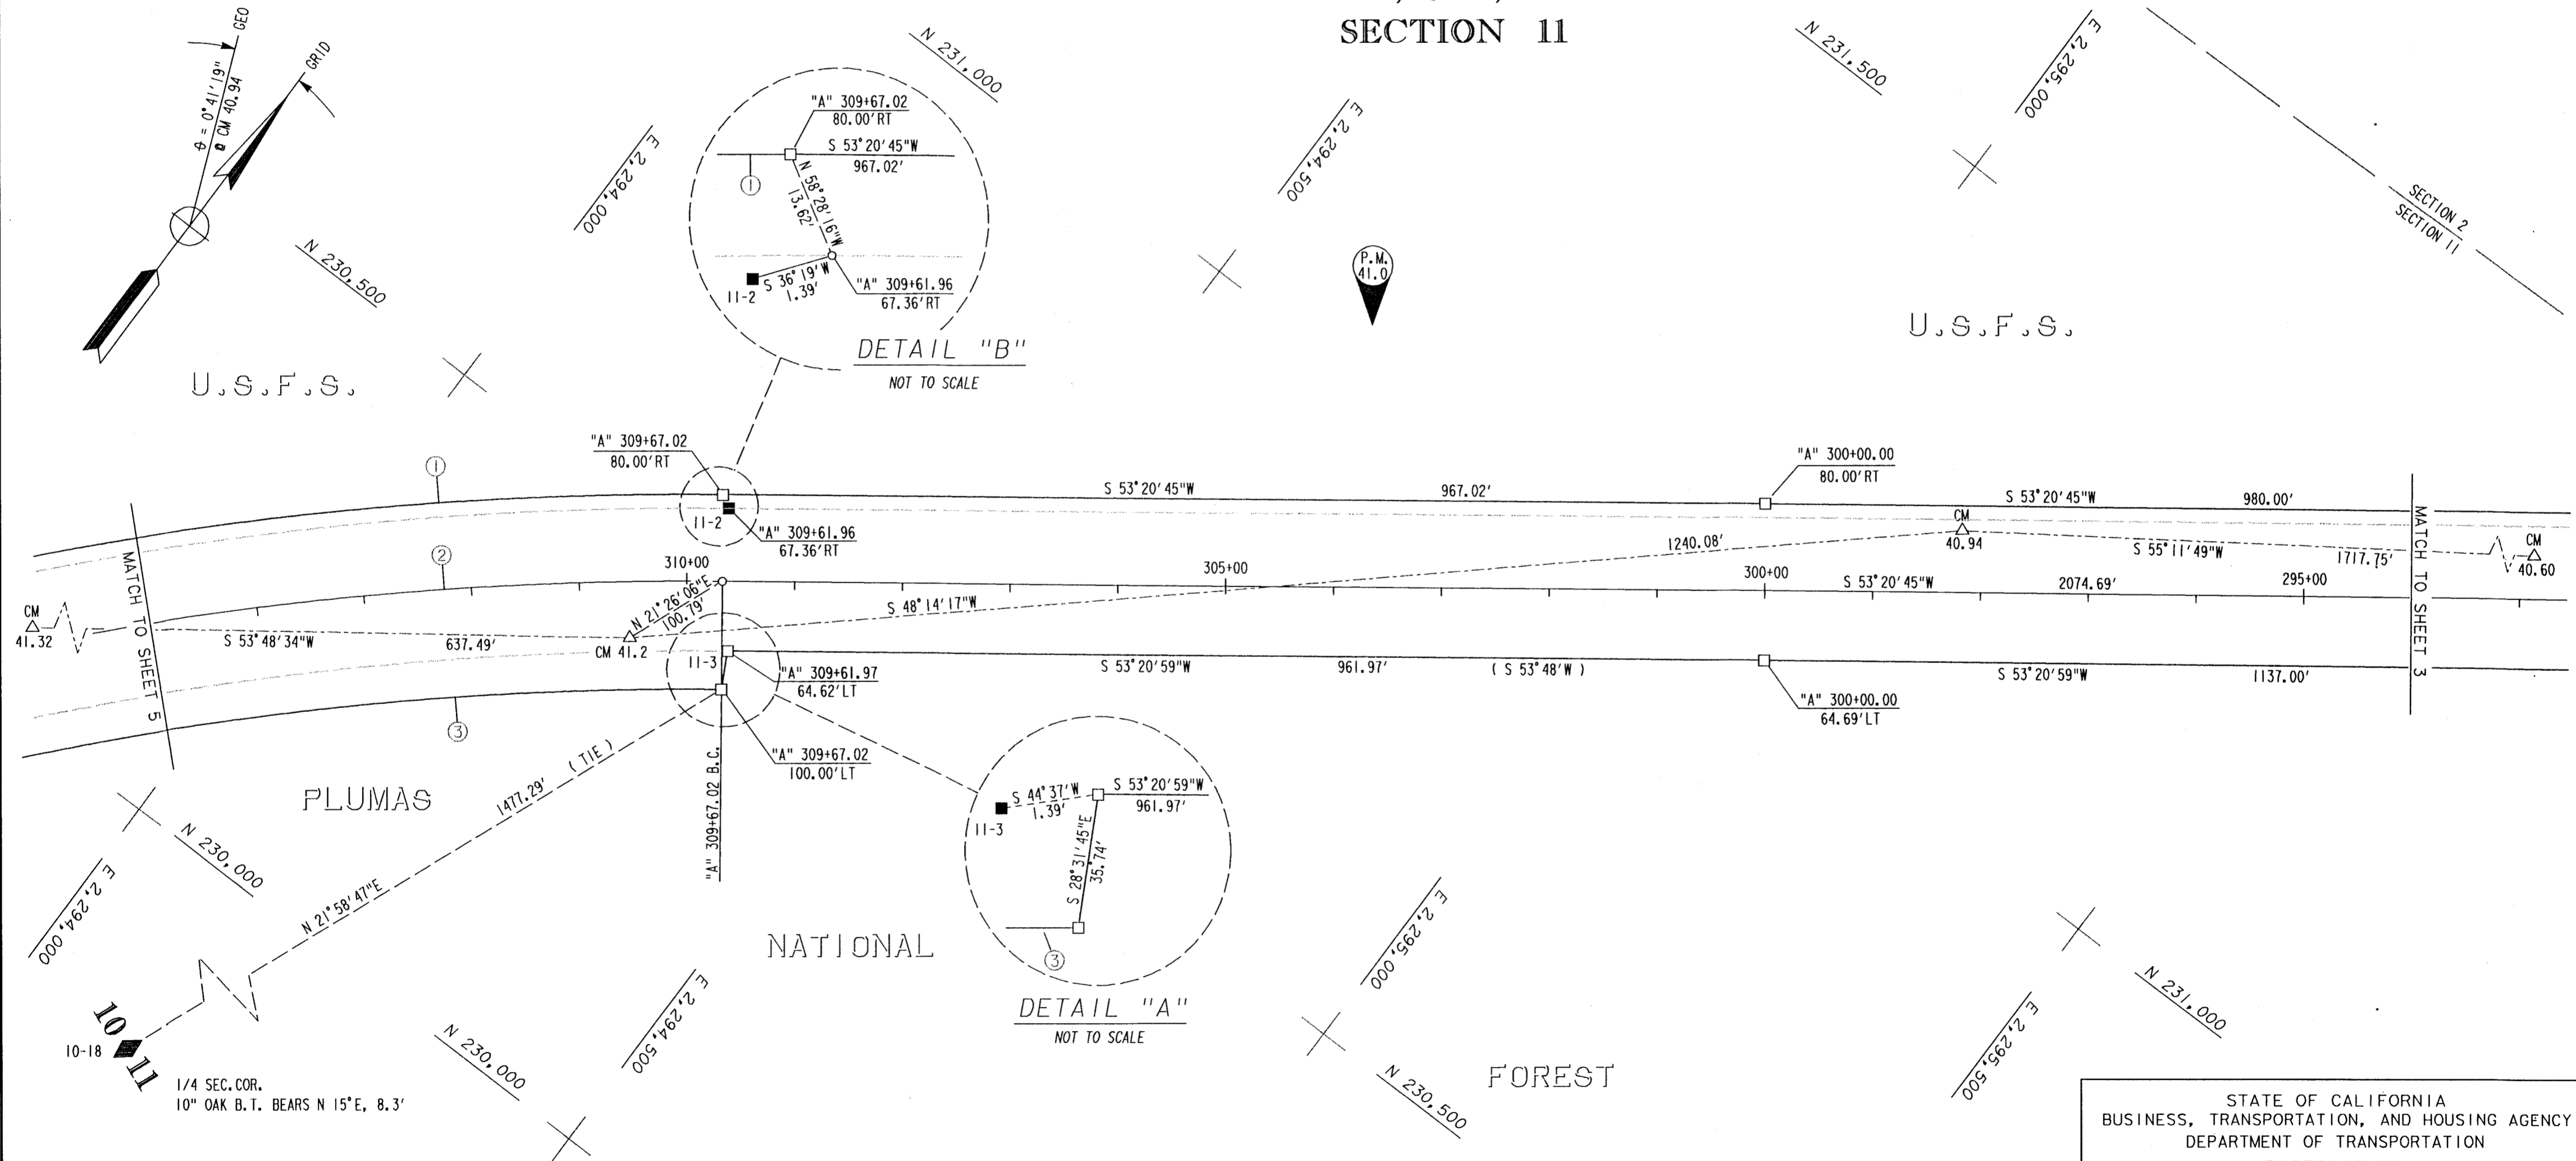 SECTION 11
GEO
GRID
= 0°41'19"
@ CM 40.94
N 230,500
E 2,294,000
N 231,000
E 2,294,500
N 231,500
E 2,295,000
SECTION 2
SECTION 11
"A" 309+67.02
80.00'RT
S 53°20'45"W
967.02'
1
N 58°28'16"W
13.62'
S 36°19'W
1.39'
11-2
"A" 309+61.96
67.36'RT
DETAIL "B"
NOT TO SCALE
P.M.
41.0
U.S.F.S.
U.S.F.S.
"A" 309+67.02
80.00'RT
1
S 53°20'45"W
967.02'
"A" 300+00.00
80.00'RT
S 53°20'45"W
980.00'
11-2
"A" 309+61.96
67.36'RT
CM
40.94
1240.08'
S 55°11'49"W
1717.75'
CM
40.60
MATCH TO SHEET 5
MATCH TO SHEET 3
2
310+00
305+00
300+00
S 53°20'45"W
2074.69'
295+00
N 21°26'06"E
100.79'
S 48°14'17"W
CM
41.32
S 53°48'34"W
637.49'
CM 41.2
11-3
"A" 309+61.97
64.62'LT
S 53°20'59"W
961.97'
( S 53°48'W )
S 53°20'59"W
1137.00'
"A" 300+00.00
64.69'LT
3
"A" 309+67.02
100.00'LT
"A" 309+67.02 B.C.
1477.29'
( TIE )
N 21°58'47"E
PLUMAS
N 230,000
E 2,294,000
S 44°37'W
1.39'
11-3
S 53°20'59"W
961.97'
S 28°31'45"E
35.74'
3
DETAIL "A"
NOT TO SCALE
NATIONAL
E 2,294,500
N 230,000
E 2,295,000
N 230,500
FOREST
N 231,000
E 2,295,500
10
11
10-18
1/4 SEC.COR.
10" OAK B.T. BEARS N 15°E, 8.3'
STATE OF CALIFORNIA
BUSINESS, TRANSPORTATION, AND HOUSING AGENCY
DEPARTMENT OF TRANSPORTATION